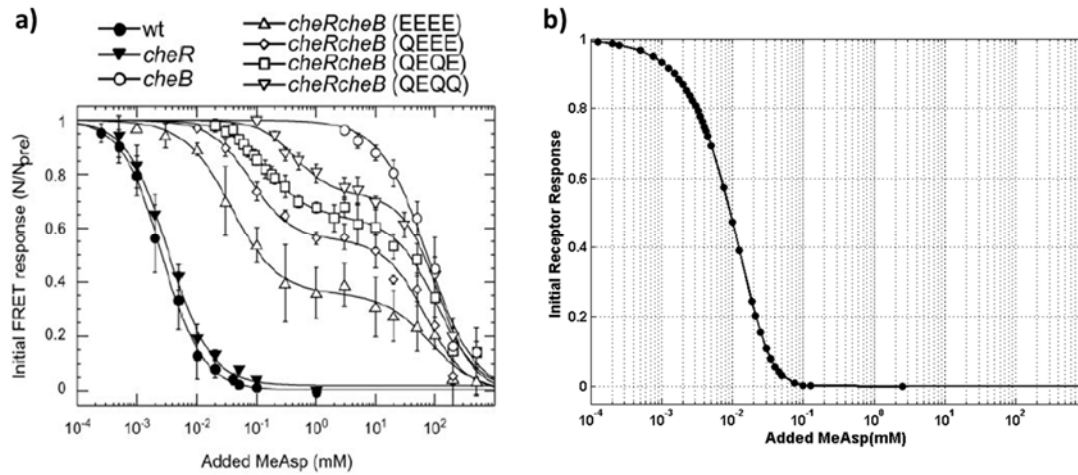 a)
wt
cheR
cheB
cheRcheB (EEEE)
cheRcheB (QEEE)
cheRcheB (QEQE)
cheRcheB (QEQQ)
Initial FRET response (N/Npre)
1
0.8
0.6
0.4
0.2
0
10-4 10-3 10-2 10-1 100 101 102
Added MeAsp (mM)
b)
Initial Receptor Response
1
0.8
0.6
0.4
0.2
0
10-4 10-3 10-2 10-1 100 101 102
Added MeAsp(mM)